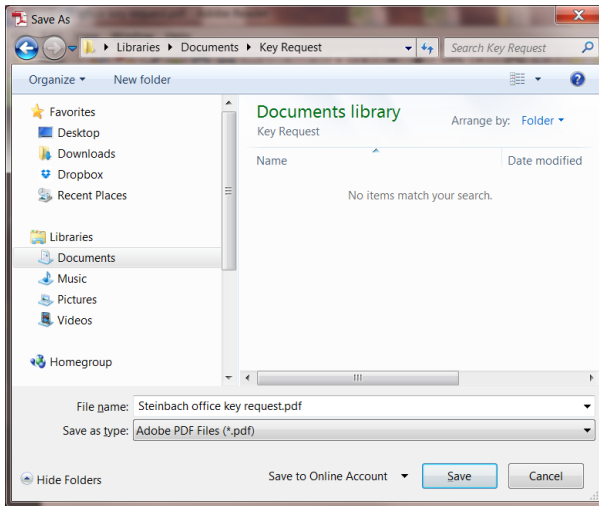 Save As
Libraries Documents Key Request
Search Key Request
Organize New folder
Favorites
Desktop
Downloads
Dropbox
Recent Places
Libraries
Documents
Music
Pictures
Videos
Homegroup
Documents library
Key Request
Arrange by: Folder
Name Date modified
No items match your search.
File name: Steinbach office key request.pdf
Save as type: Adobe PDF Files (*.pdf)
Hide Folders
Save to Online Account Save Cancel